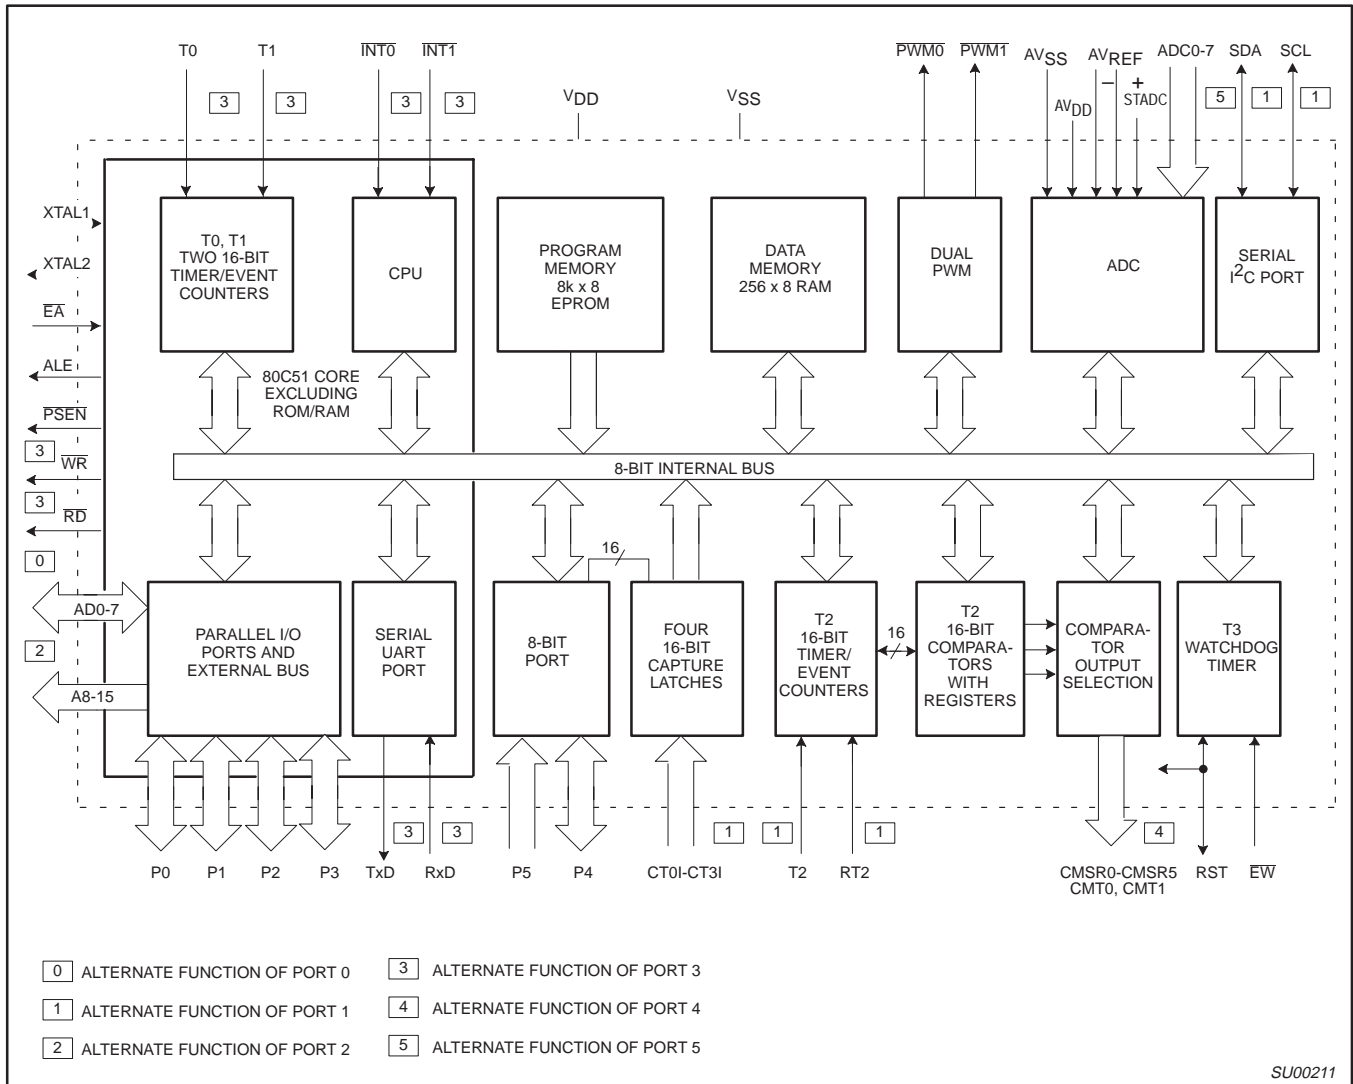 T0 T1 INT0 INT1 PWM0 PWM1 AVSS AVREF ADC0-7 SDA SCL
− +
STADC
3 3 3 3 VDD VSS AVDD 5 1 1
XTAL1
XTAL2
EA
ALE
PSEN
3
WR
3
RD
0
AD0-7
2
A8-15
T0, T1
TWO 16-BIT
TIMER/EVENT
COUNTERS
CPU
PROGRAM
MEMORY
8k x 8
EPROM
DATA
MEMORY
256 x 8 RAM
DUAL
PWM
ADC
SERIAL
I2C PORT
80C51 CORE
EXCLUDING
ROM/RAM
8-BIT INTERNAL BUS
PARALLEL I/O
PORTS AND
EXTERNAL BUS
SERIAL
UART
PORT
8-BIT
PORT
16
FOUR
16-BIT
CAPTURE
LATCHES
T2
16-BIT
TIMER/
EVENT
COUNTERS
16
T2
16-BIT
COMPARA-
TORS
WITH
REGISTERS
COMPARA-
TOR
OUTPUT
SELECTION
T3
WATCHDOG
TIMER
3 3 1 1 1 4
P0 P1 P2 P3 TxD RxD P5 P4 CT0I-CT3I T2 RT2 CMSR0-CMSR5 RST EW
CMT0, CMT1
0 ALTERNATE FUNCTION OF PORT 0
1 ALTERNATE FUNCTION OF PORT 1
2 ALTERNATE FUNCTION OF PORT 2
3 ALTERNATE FUNCTION OF PORT 3
4 ALTERNATE FUNCTION OF PORT 4
5 ALTERNATE FUNCTION OF PORT 5
SU00211